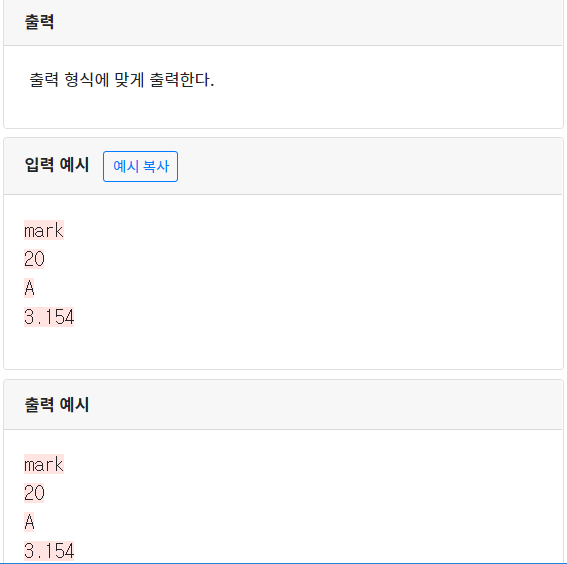 출력
출력 형식에 맞게 출력한다.
입력 예시 예시 복사
mark
20
A
3.154
출력 예시
mark
20
A
3.154